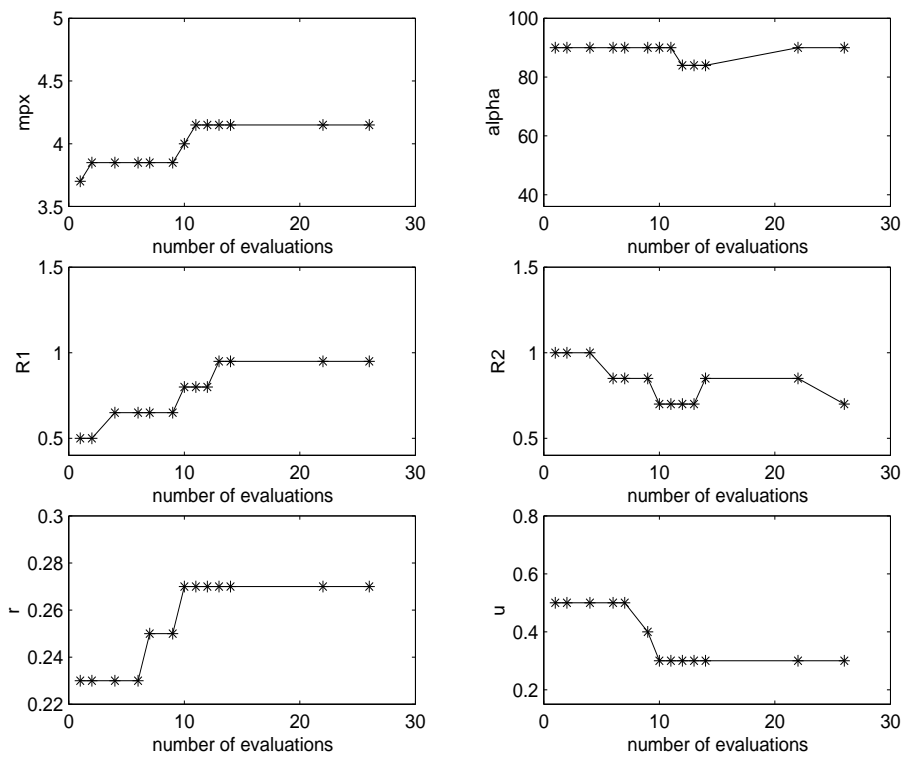 5
4.5
4
3.5
mpx
0 10 20 30
number of evaluations
100
80
60
40
alpha
0 10 20 30
number of evaluations
1.5
1
0.5
R1
0 10 20 30
number of evaluations
1.5
1
0.5
R2
0 10 20 30
number of evaluations
0.3
0.28
0.26
0.24
0.22
r
0 10 20 30
number of evaluations
0.8
0.6
0.4
0.2
u
0 10 20 30
number of evaluations